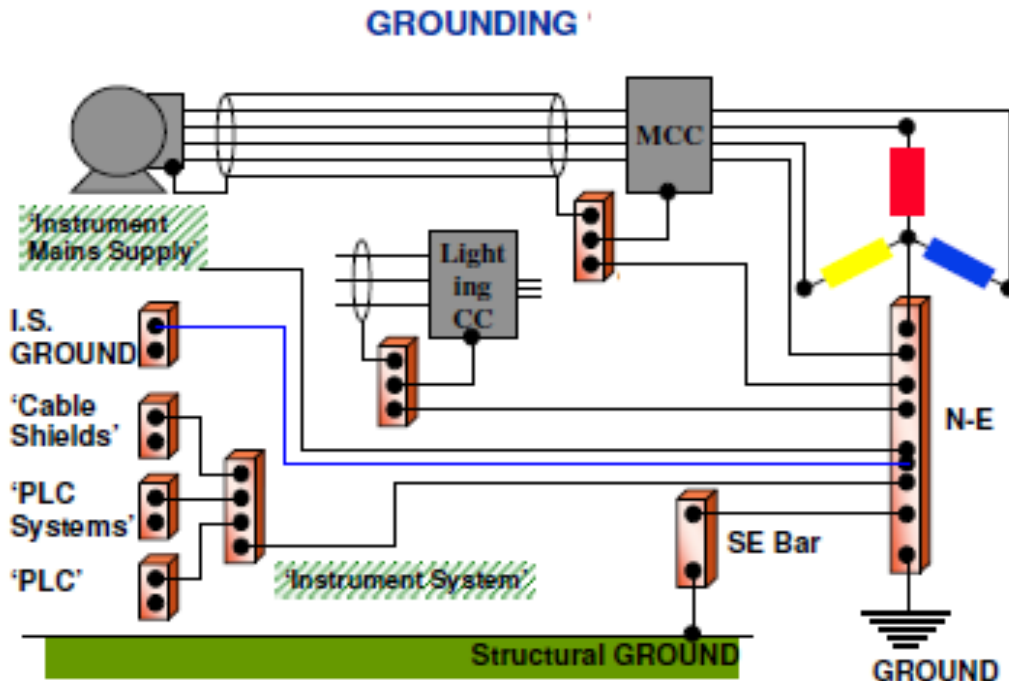 GROUNDING '
MCC
'Instrument
Mains Supply'
Light
ing
CC
I.S.
GROUND
'Cable
Shields'
N-E
'PLC
Systems'
SE Bar
'PLC'
'Instrument System'
Structural GROUND
GROUND